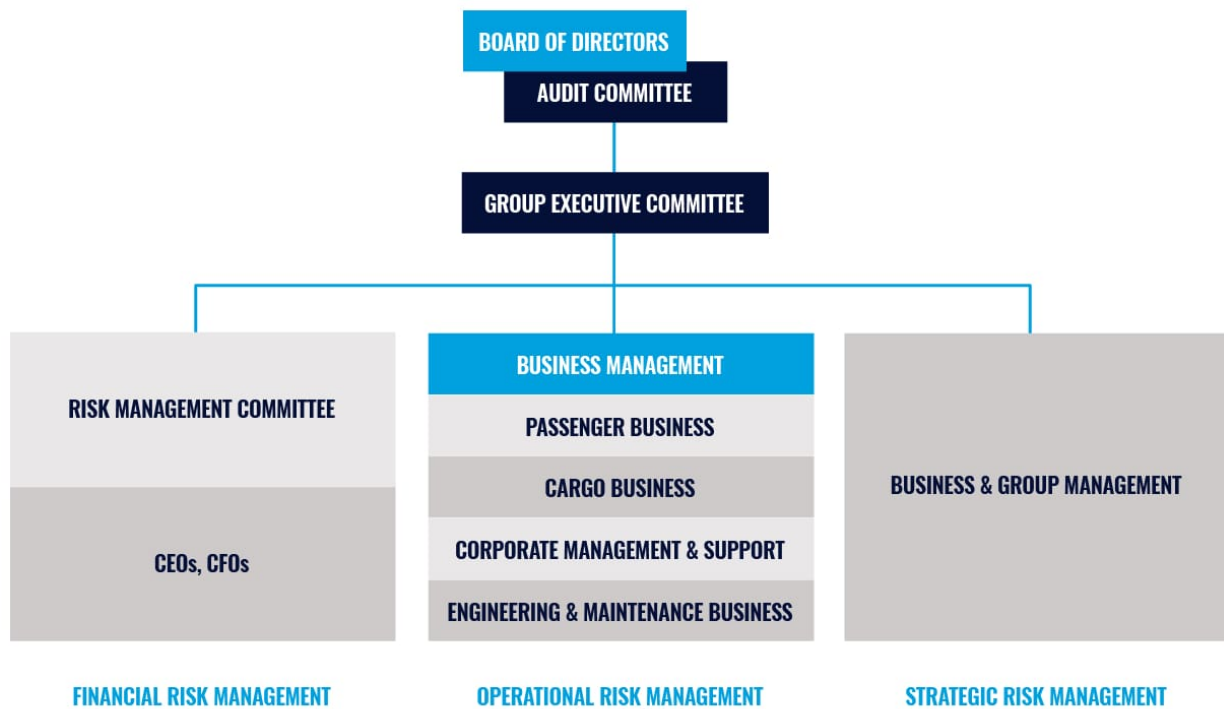 BOARD OF DIRECTORS
AUDIT COMMITTEE
GROUP EXECUTIVE COMMITTEE
RISK MANAGEMENT COMMITTEE
CEOs, CFOs
FINANCIAL RISK MANAGEMENT
BUSINESS MANAGEMENT
PASSENGER BUSINESS
CARGO BUSINESS
CORPORATE MANAGEMENT & SUPPORT
ENGINEERING & MAINTENANCE BUSINESS
OPERATIONAL RISK MANAGEMENT
BUSINESS & GROUP MANAGEMENT
STRATEGIC RISK MANAGEMENT